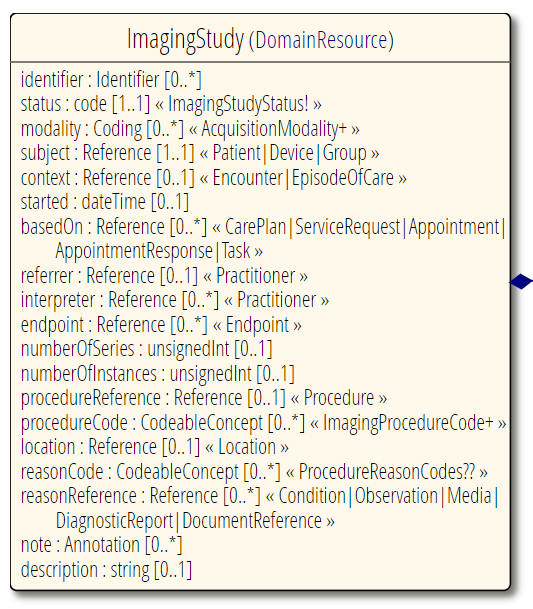 ImagingStudy (DomainResource)
identifier : Identifier [0..*]
status : code [1..1] « ImagingStudyStatus! »
modality : Coding [0..*] « AcquisitionModality+ »
subject : Reference [1..1] « Patient|Device|Group »
context : Reference [0..1] « Encounter|EpisodeOfCare »
started : dateTime [0..1]
basedOn : Reference [0..*] « CarePlan|ServiceRequest|Appointment|
AppointmentResponse|Task »
referrer : Reference [0..1] « Practitioner »
interpreter : Reference [0..*] « Practitioner »
endpoint : Reference [0..*] « Endpoint »
numberOfSeries : unsignedInt [0..1]
numberOfInstances : unsignedInt [0..1]
procedureReference : Reference [0..1] « Procedure »
procedureCode : CodeableConcept [0..*] « ImagingProcedureCode+ »
location : Reference [0..1] « Location »
reasonCode : CodeableConcept [0..*] « ProcedureReasonCodes?? »
reasonReference : Reference [0..*] « Condition|Observation|Media|
DiagnosticReport|DocumentReference »
note : Annotation [0..*]
description : string [0..1]